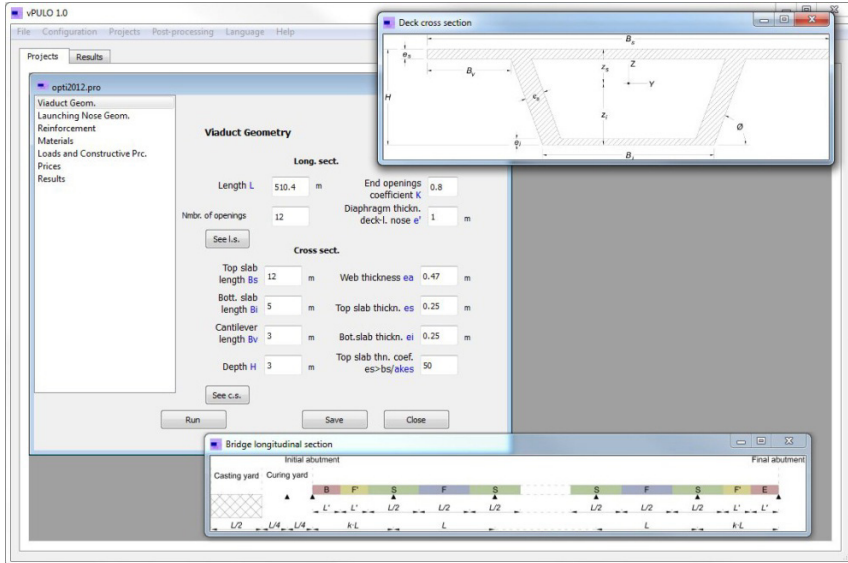 vPULO 1.0
File Configuration Projects Post-processing Language Help
Projects Results
opti2012.pro
Viaduct Geom.
Launching Nose Geom.
Reinforcement
Materials
Loads and Constructive Prc.
Prices
Results
Viaduct Geometry
Long. sect.
Length L 510.4 m
End openings
coefficient K 0.8
Nmbr. of openings 12
Diaphragm thickn.
deck-l. nose e' 1 m
See l.s.
Cross sect.
Top slab
length Bs 12 m
Web thickness ea 0.47 m
Bott. slab
length Bi 5 m
Top slab thickn. es 0.25 m
Cantilever
length Bv 3 m
Bot.slab thickn. ei 0.25 m
Depth H 3 m
Top slab thn. coef.
es>bs/akes 50
See c.s.
Run Save Close
Deck cross section
Bs
es
Bv
zs Z
H
ea
Y
zi
Ø
ei
Bi
Bridge longitudinal section
Initial abutment Final abutment
Casting yard Curing yard
B F' S F S S F S F' E
L' L' L/2 L/2 L/2 L/2 L/2 L/2 L' L'
L/2 L/4 L/4 k·L L L k·L